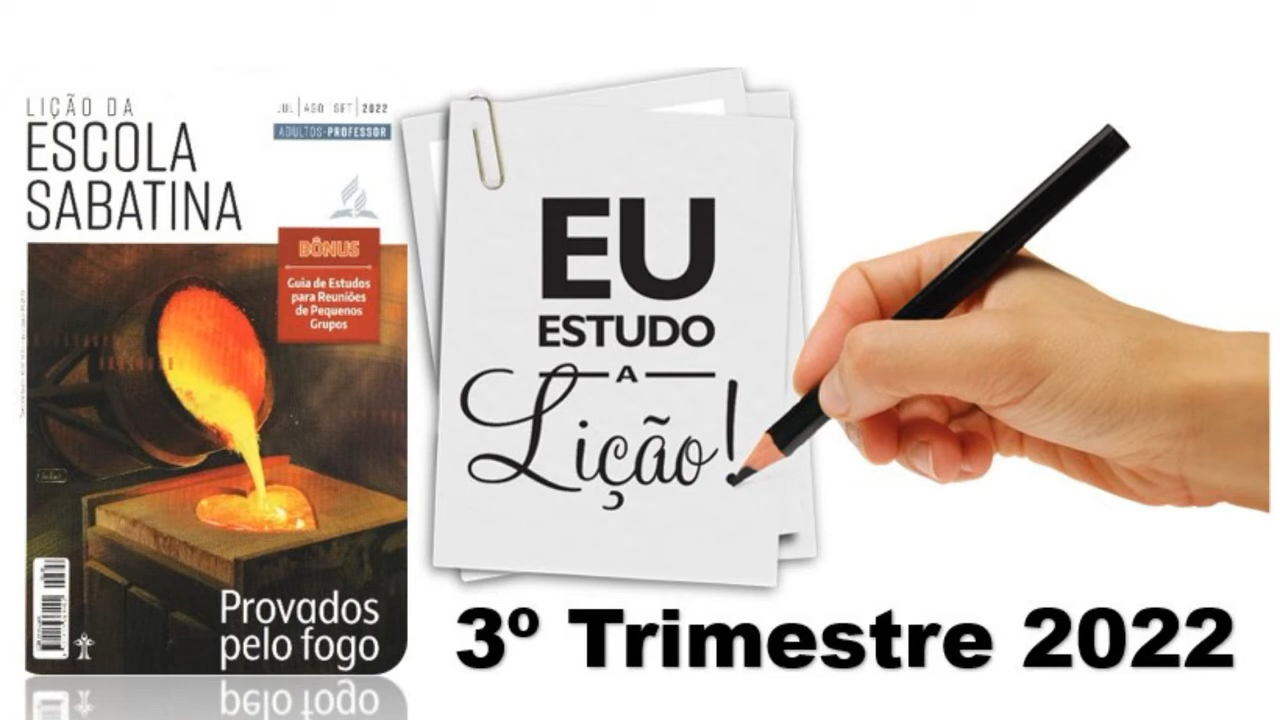 LIÇÃO DA
ESCOLA
SABATINA
JUL | AGO | SET | 2022
ADULTOS•PROFESSOR
BÔNUS
Guia de Estudos
para Reuniões
de Pequenos
Grupos
Provados
pelo fogo
EU
ESTUDO
A
Lição!
3º Trimestre 2022